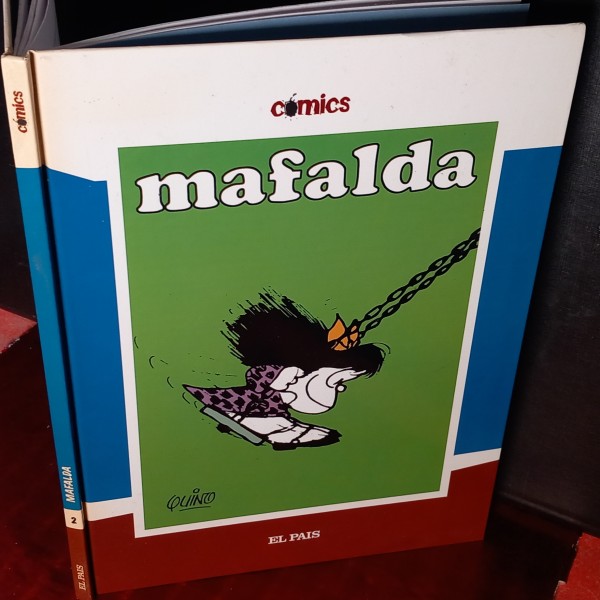 cómics
mafalda
QUINO
EL PAIS
cómics
MAFALDA
2
EL PAIS